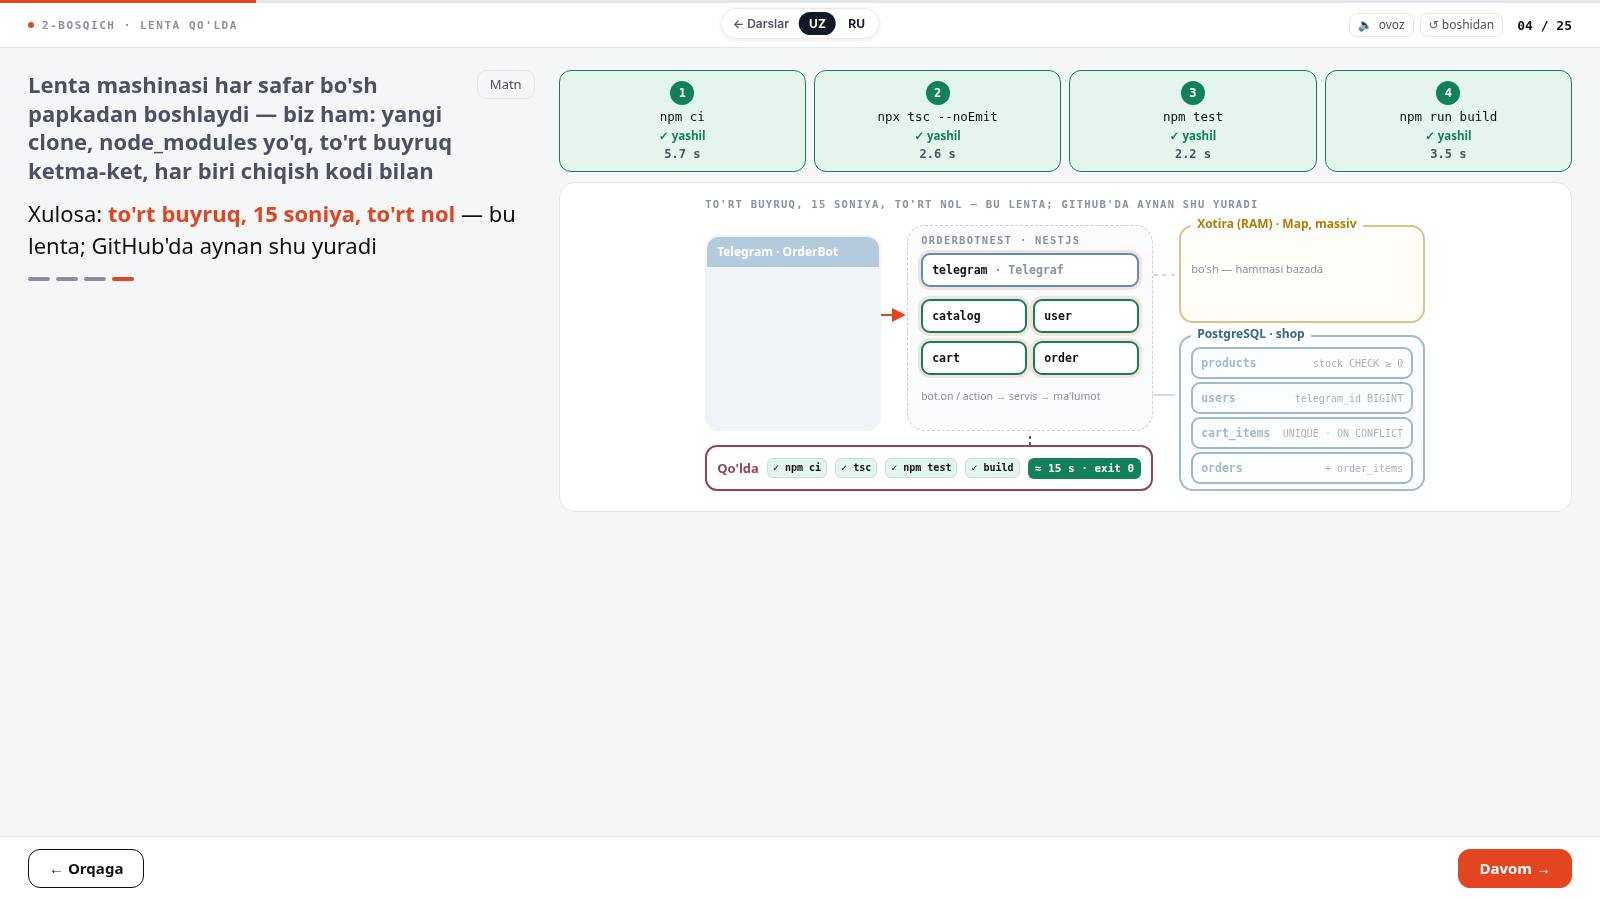 2-BOSQICH · LENTA QO'LDA
← Darslar UZ RU
🔈 ovoz
↺ boshidan
04 / 25
Lenta mashinasi har safar bo'sh
papkadan boshlaydi — biz ham: yangi
clone, node_modules yo'q, to'rt buyruq
ketma-ket, har biri chiqish kodi bilan
Matn
Xulosa: to'rt buyruq, 15 soniya, to'rt nol — bu
lenta; GitHub'da aynan shu yuradi
1
npm ci
✓ yashil
5.7 s
2
npx tsc --noEmit
✓ yashil
2.6 s
3
npm test
✓ yashil
2.2 s
4
npm run build
✓ yashil
3.5 s
TO'RT BUYRUQ, 15 SONIYA, TO'RT NOL — BU LENTA; GITHUB'DA AYNAN SHU YURADI
Telegram · OrderBot
ORDERBOTNEST · NESTJS
telegram · Telegraf
catalog
user
cart
order
bot.on / action → servis → ma'lumot
Xotira (RAM) · Map, massiv
bo'sh — hammasi bazada
PostgreSQL · shop
products stock CHECK ≥ 0
users telegram_id BIGINT
cart_items UNIQUE · ON CONFLICT
orders + order_items
Qo'lda ✓ npm ci ✓ tsc ✓ npm test ✓ build ≈ 15 s · exit 0
← Orqaga
Davom →